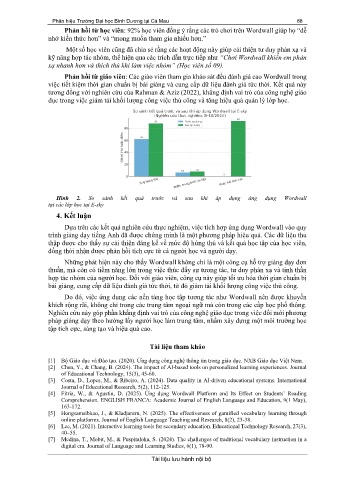 Phân hiệu Trường Đại học Bình Dương tại Cà Mau 88
Phản hồi từ học viên: 92% học viên đồng ý rằng các trò chơi trên Wordwall giúp họ “dễ
nhớ kiến thức hơn” và “mong muốn tham gia nhiều hơn.”
Một số học viên cũng đã chia sẻ rằng các hoạt động này giúp cải thiện tư duy phản xạ và
kỹ năng hợp tác nhóm, thể hiện qua các trích dẫn trực tiếp như “Chơi Wordwall khiến em phản
xạ nhanh hơn và thích thú khi làm việc nhóm” (Học viên số 09).
Phản hồi từ giáo viên: Các giáo viên tham gia khảo sát đều đánh giá cao Wordwall trong
việc tiết kiệm thời gian chuẩn bị bài giảng và cung cấp dữ liệu đánh giá tức thời. Kết quả này
tương đồng với nghiên cứu của Rahman & Aziz (2022), khẳng định vai trò của công nghệ giáo
dục trong việc giảm tải khối lượng công việc thủ công và tăng hiệu quả quản lý lớp học.
So sánh kết quả trước và sau khi áp dụng Wordwall tại E-sky
Hình 2. So sánh kết quả trước và sau khi áp dụng ứng dụng Wordwall
tại các lớp học tại E-sky
4. Kết luận
Dựa trên các kết quả nghiên cứu thực nghiệm, việc tích hợp ứng dụng Wordwall vào quy
trình giảng dạy tiếng Anh đã được chứng minh là một phương pháp hiệu quả. Các dữ liệu thu
thập được cho thấy sự cải thiện đáng kể về mức độ hứng thú và kết quả học tập của học viên,
đồng thời nhận được phản hồi tích cực từ cả người học và người dạy.
Những phát hiện này cho thấy Wordwall không chỉ là một công cụ hỗ trợ giảng dạy đơn
thuần, mà còn có tiềm năng lớn trong việc thúc đẩy sự tương tác, tư duy phản xạ và tinh thần
hợp tác nhóm của người học. Đối với giáo viên, công cụ này giúp tối ưu hóa thời gian chuẩn bị
bài giảng, cung cấp dữ liệu đánh giá tức thời, từ đó giảm tải khối lượng công việc thủ công.
Do đó, việc ứng dụng các nền tảng học tập tương tác như Wordwall nên được khuyến
khích rộng rãi, không chỉ trong các trung tâm ngoại ngữ mà còn trong các cấp học phổ thông.
Nghiên cứu này góp phần khẳng định vai trò của công nghệ giáo dục trong việc đổi mới phương
pháp giảng dạy theo hướng lấy người học làm trung tâm, nhằm xây dựng một môi trường học
tập tích cực, sáng tạo và hiệu quả cao.
Tài liệu tham khảo
[1] Bộ Giáo dục và Đào tạo. (2020). Ứng dụng công nghệ thông tin trong giáo dục. NXB Giáo dục Việt Nam.
[2] Chen, Y., & Chang, B. (2024). The impact of AI-based tools on personalized learning experiences. Journal
of Educational Technology, 15(3), 45-60.
[3] Costa, D., Lopes, M., & Ribeiro, A. (2024). Data quality in AI-driven educational systems. International
Journal of Educational Research, 5(2), 112-125.
[4] Fitria, W., & Agustin, D. (2025). Ứng dụng Wordwall Platform and Its Effect on Students’ Reading
Comprehension. ENGLISH FRANCA: Academic Journal of English Language and Education, 9(1 May),
163-172.
[5] Hongsamsibjao, J., & Kladjarern, N. (2025). The effectiveness of gamified vocabulary learning through
online platforms. Journal of English Language Teaching and Research, 8(2), 23-38.
[6] Lee, M. (2021). Interactive learning tools for secondary education. Educational Technology Research, 27(3),
40–55.
[7] Medina, T., Mohit, M., & Puspitaloka, S. (2024). The challenges of traditional vocabulary instruction in a
digital era. Journal of Language and Learning Studies, 6(1), 78-90.
Tài liệu lưu hành nội bộ